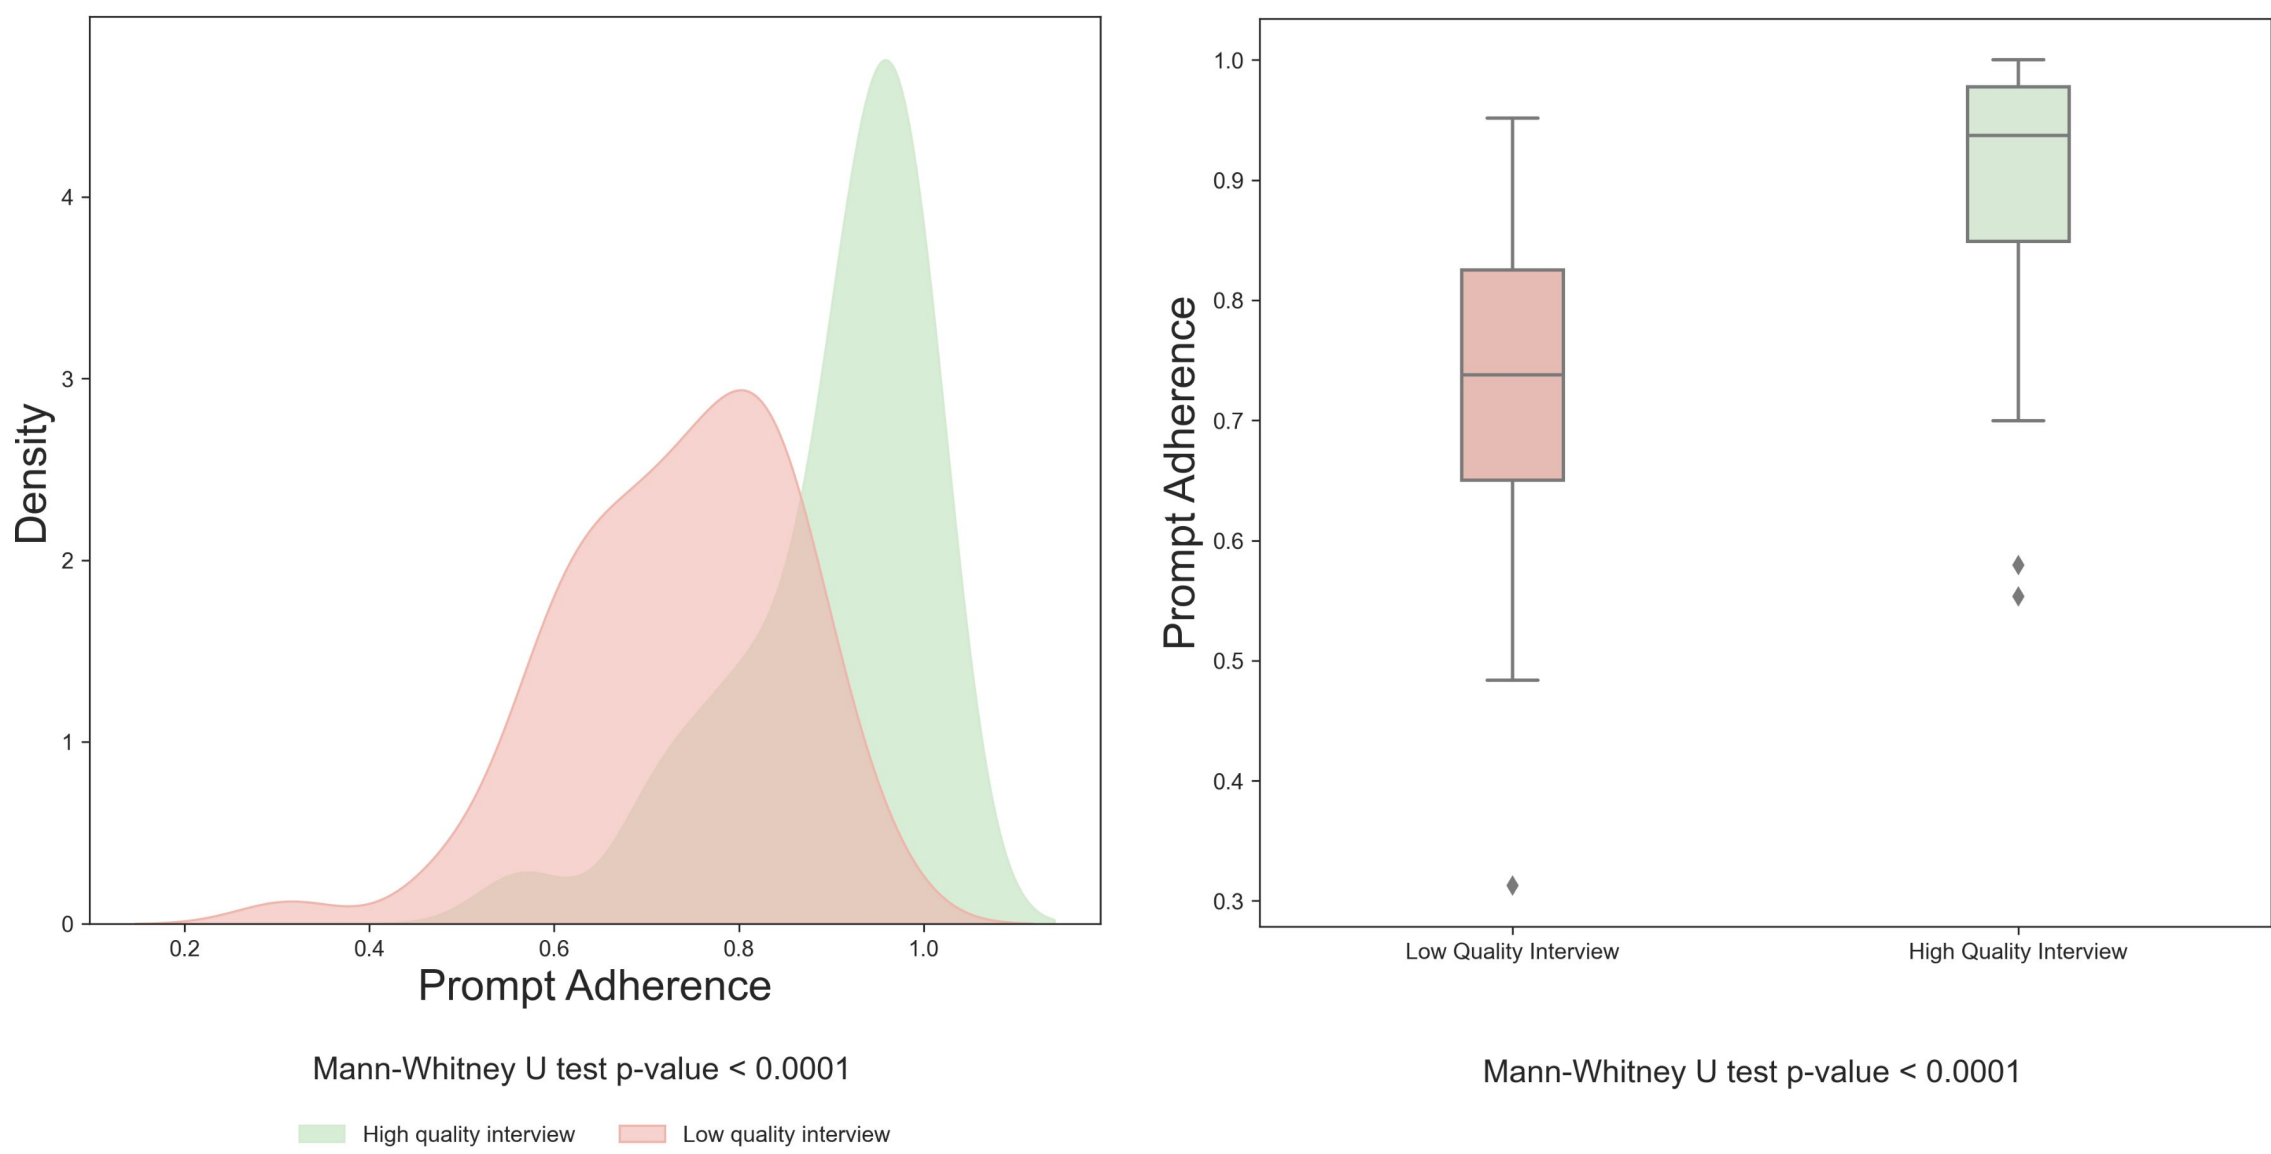 Density
4
3
2
1
0
0.2 0.4 0.6 0.8 1.0
Prompt Adherence
Mann-Whitney U test p-value < 0.0001
High quality interview Low quality interview
Prompt Adherence
1.0
0.9
0.8
0.7
0.6
0.5
0.4
0.3
Low Quality Interview High Quality Interview
Mann-Whitney U test p-value < 0.0001